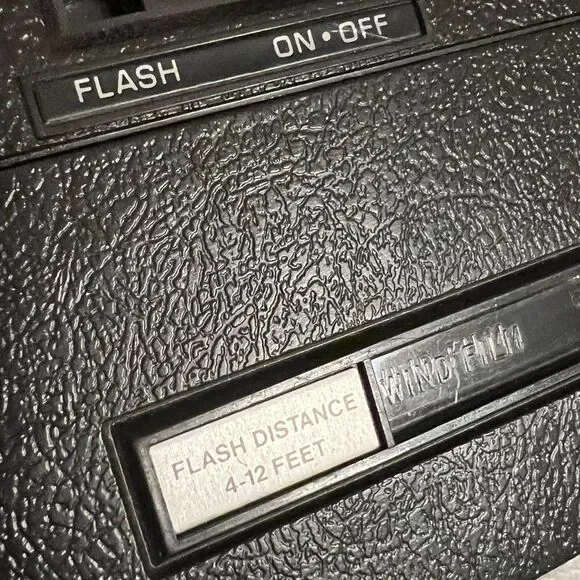 FLASH ON•OFF
FLASH DISTANCE
4-12 FEET
WIND FILM